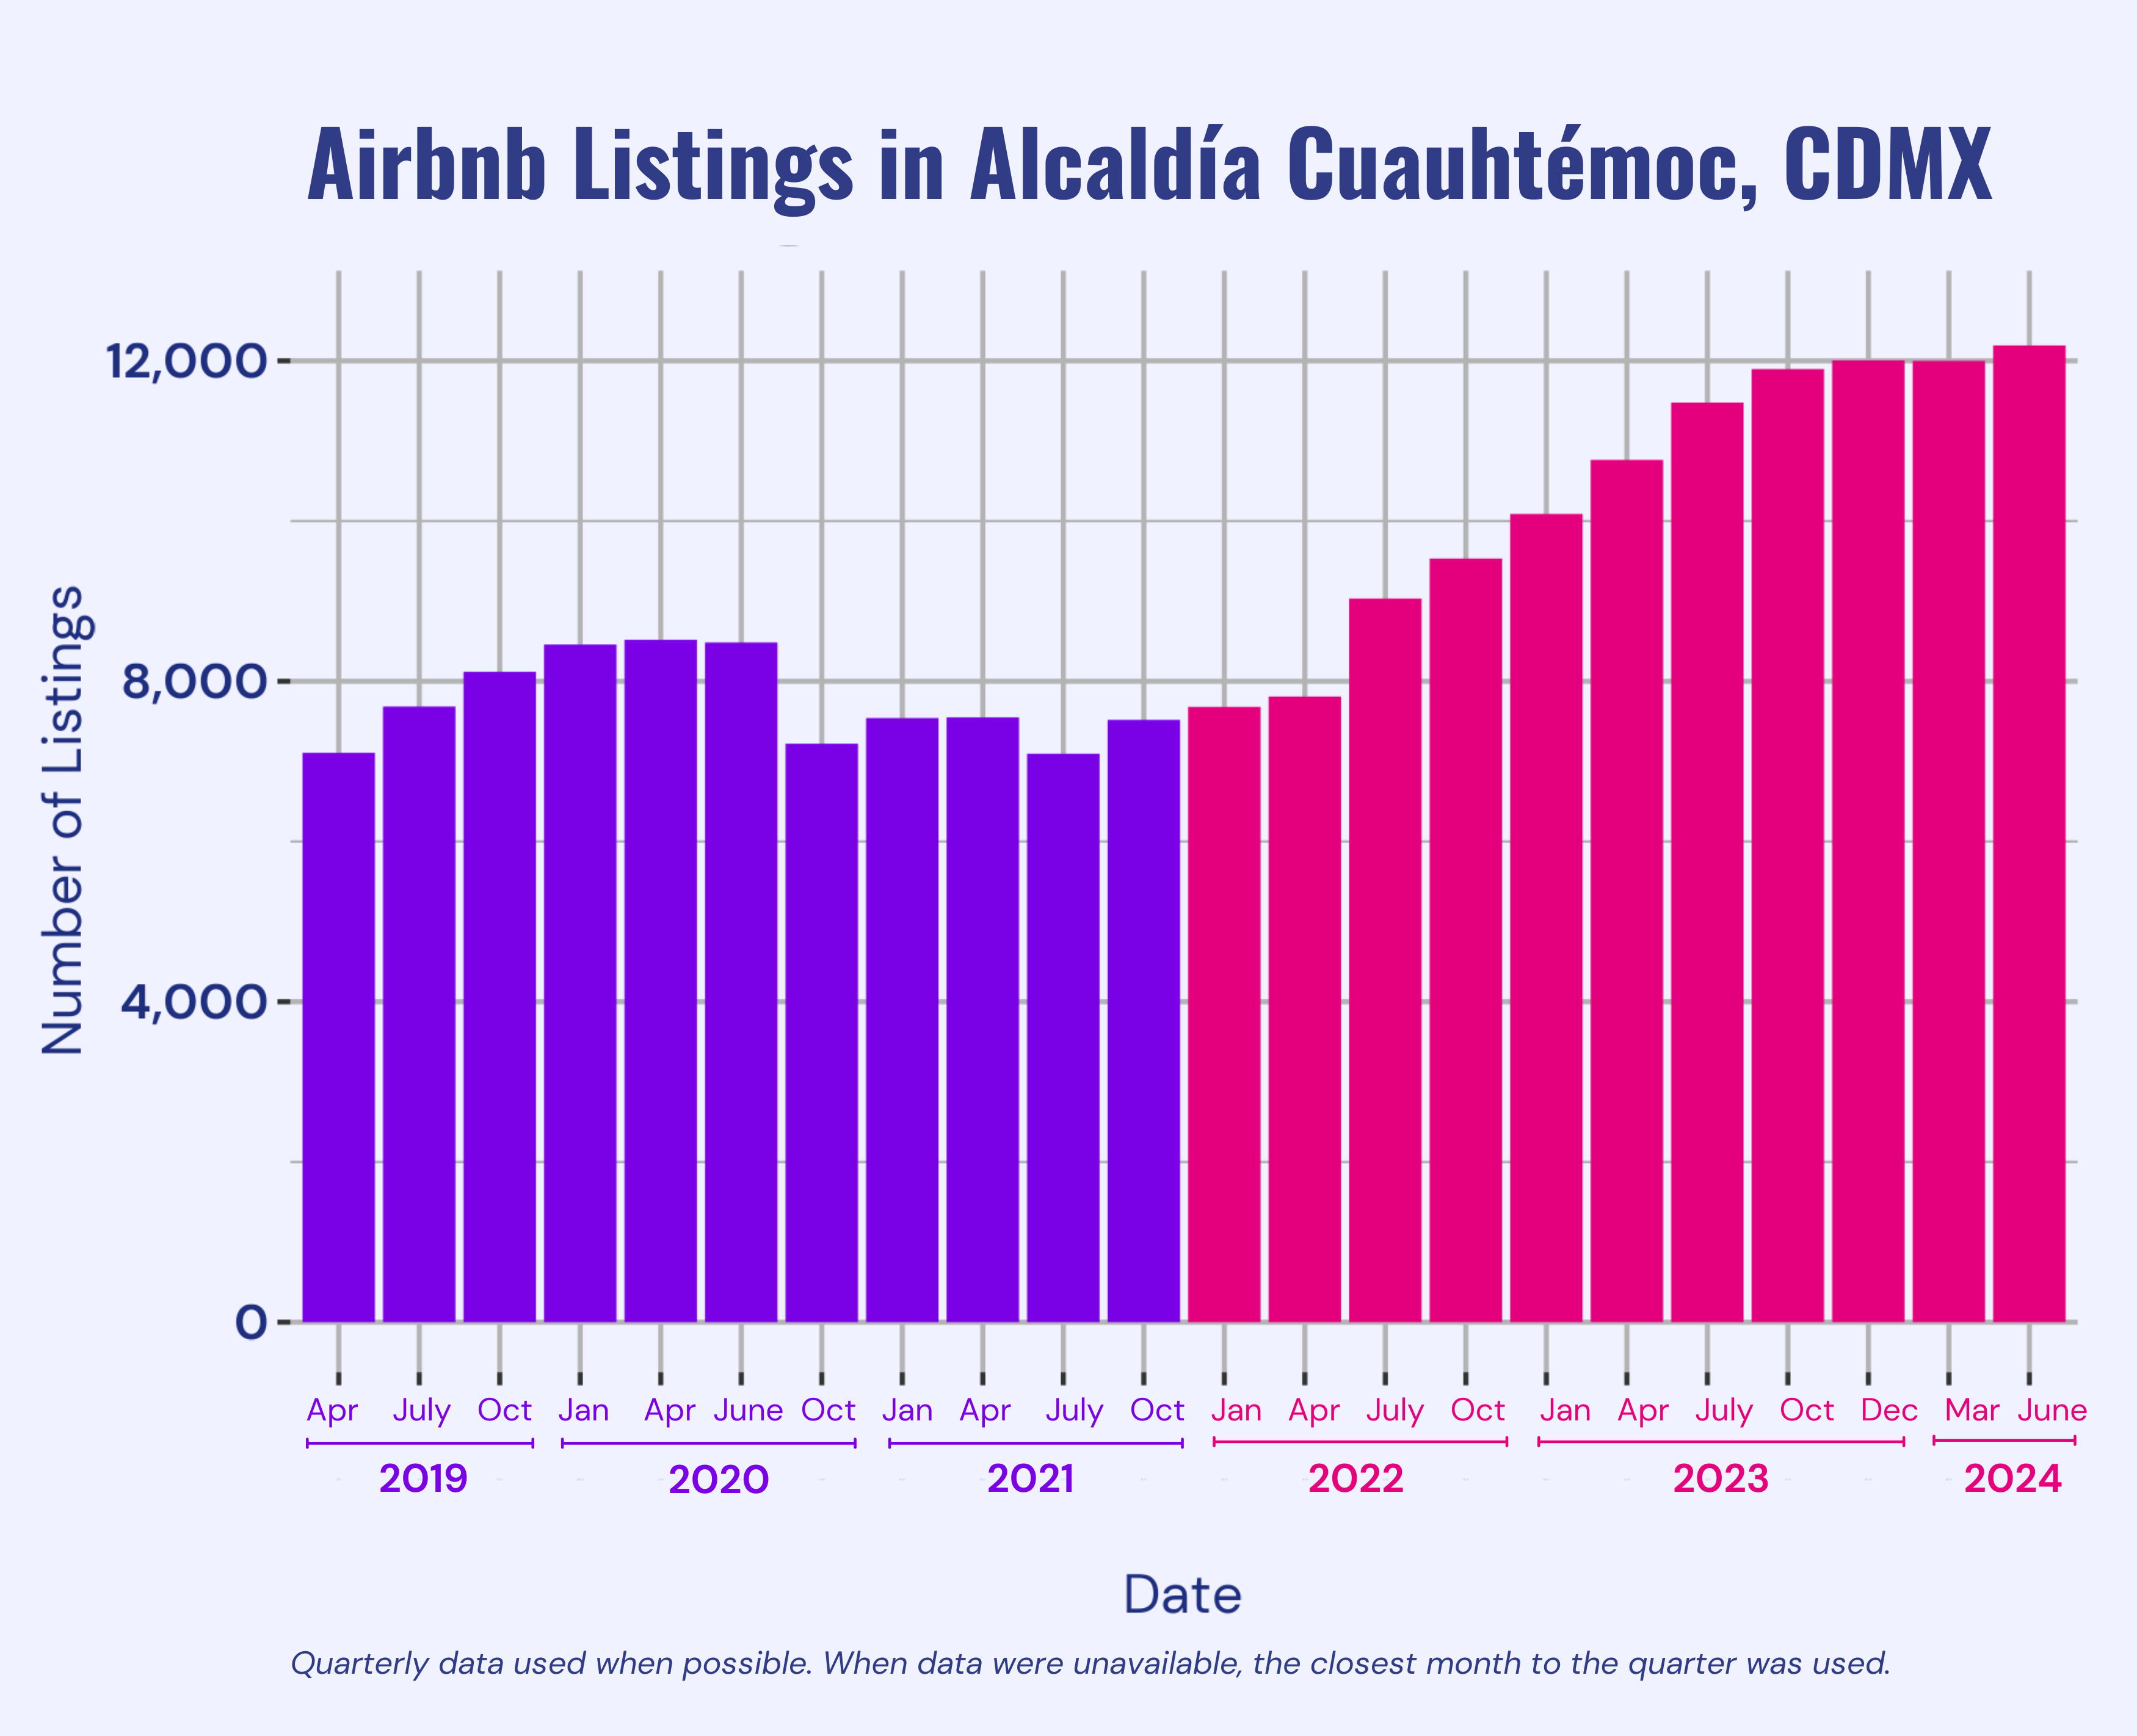 Airbnb Listings in Alcaldía Cuauhtémoc, CDMX
12,000
8,000
4,000
0
Number of Listings
Apr July Oct Jan Apr June Oct Jan Apr July Oct Jan Apr July Oct Jan Apr July Oct Dec Mar June
2019 2020 2021 2022 2023 2024
Date
Quarterly data used when possible. When data were unavailable, the closest month to the quarter was used.